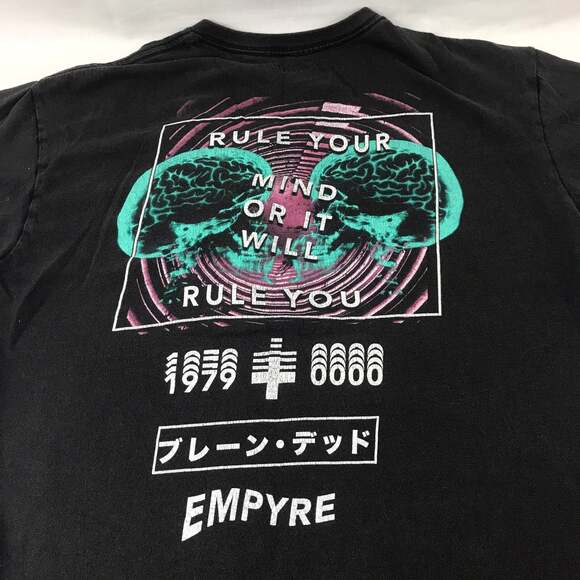 RULE YOUR
MIND
OR IT
WILL
RULE YOU
1979 0000
ブレーン・デッド
EMPYRE